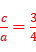 c/a = 3/4